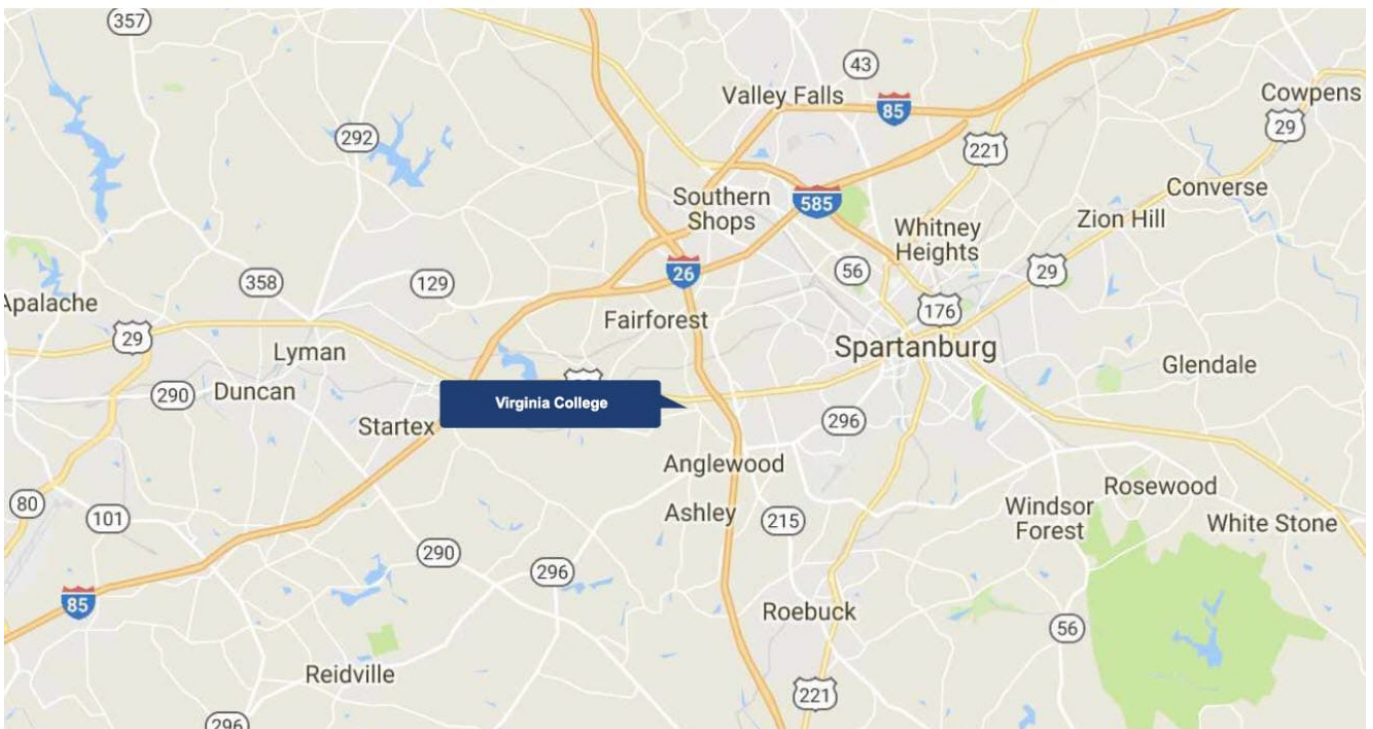 357
43
Valley Falls
85
Cowpens
29
292
221
Converse
Southern
Shops
585
Zion Hill
Whitney
Heights
26
56
29
358
129
Apalache
176
Fairforest
29
Lyman
Spartanburg
Glendale
290
Duncan
Virginia College
Startex
296
Anglewood
Rosewood
80
101
Ashley
215
Windsor
Forest
White Stone
290
296
85
Roebuck
56
Reidville
221
296